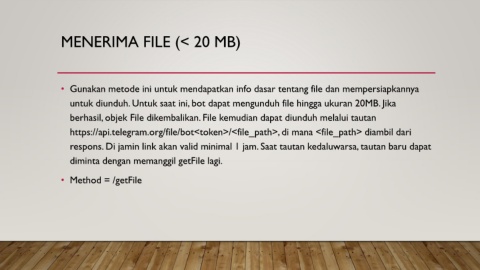 MENERIMA FILE (< 20 MB)
• Gunakan metode ini untuk mendapatkan info dasar tentang file dan mempersiapkannya
untuk diunduh. Untuk saat ini, bot dapat mengunduh file hingga ukuran 20MB. Jika
berhasil, objek File dikembalikan. File kemudian dapat diunduh melalui tautan
https://api.telegram.org/file/bot<token>/<file_path>, di mana <file_path> diambil dari
respons. Di jamin link akan valid minimal 1 jam. Saat tautan kedaluwarsa, tautan baru dapat
diminta dengan memanggil getFile lagi.
• Method = /getFile